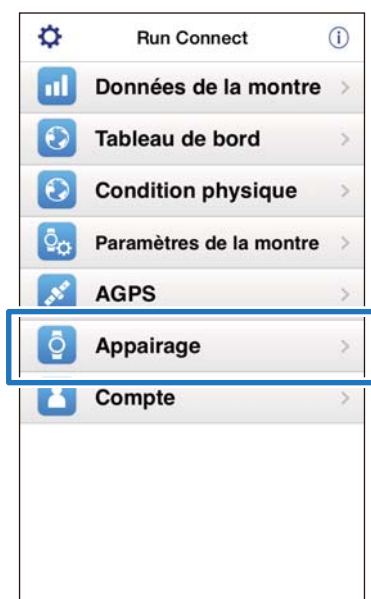 Run Connect
Données de la montre
Tableau de bord
Condition physique
Paramètres de la montre
AGPS
Appairage
Compte